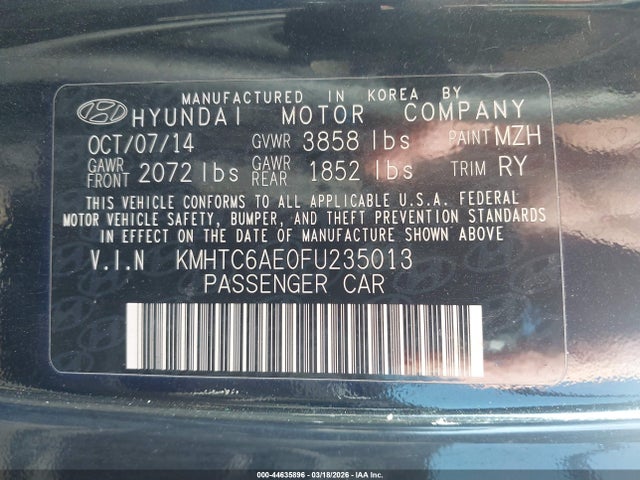 MANUFACTURED IN KOREA BY
HYUNDAI MOTOR COMPANY
OCT/07/14 GVWR 3858 lbs PAINT MZH
GAWR FRONT 2072 lbs GAWR REAR 1852 lbs TRIM RY
THIS VEHICLE CONFORMS TO ALL APPLICABLE U.S.A. FEDERAL
MOTOR VEHICLE SAFETY, BUMPER, AND THEFT PREVENTION STANDARDS
IN EFFECT ON THE DATE OF MANUFACTURE SHOWN ABOVE
V.I.N KMHTC6AE0FU235013
PASSENGER CAR
000-44635896 - 03/18/2026 - IAA Inc.